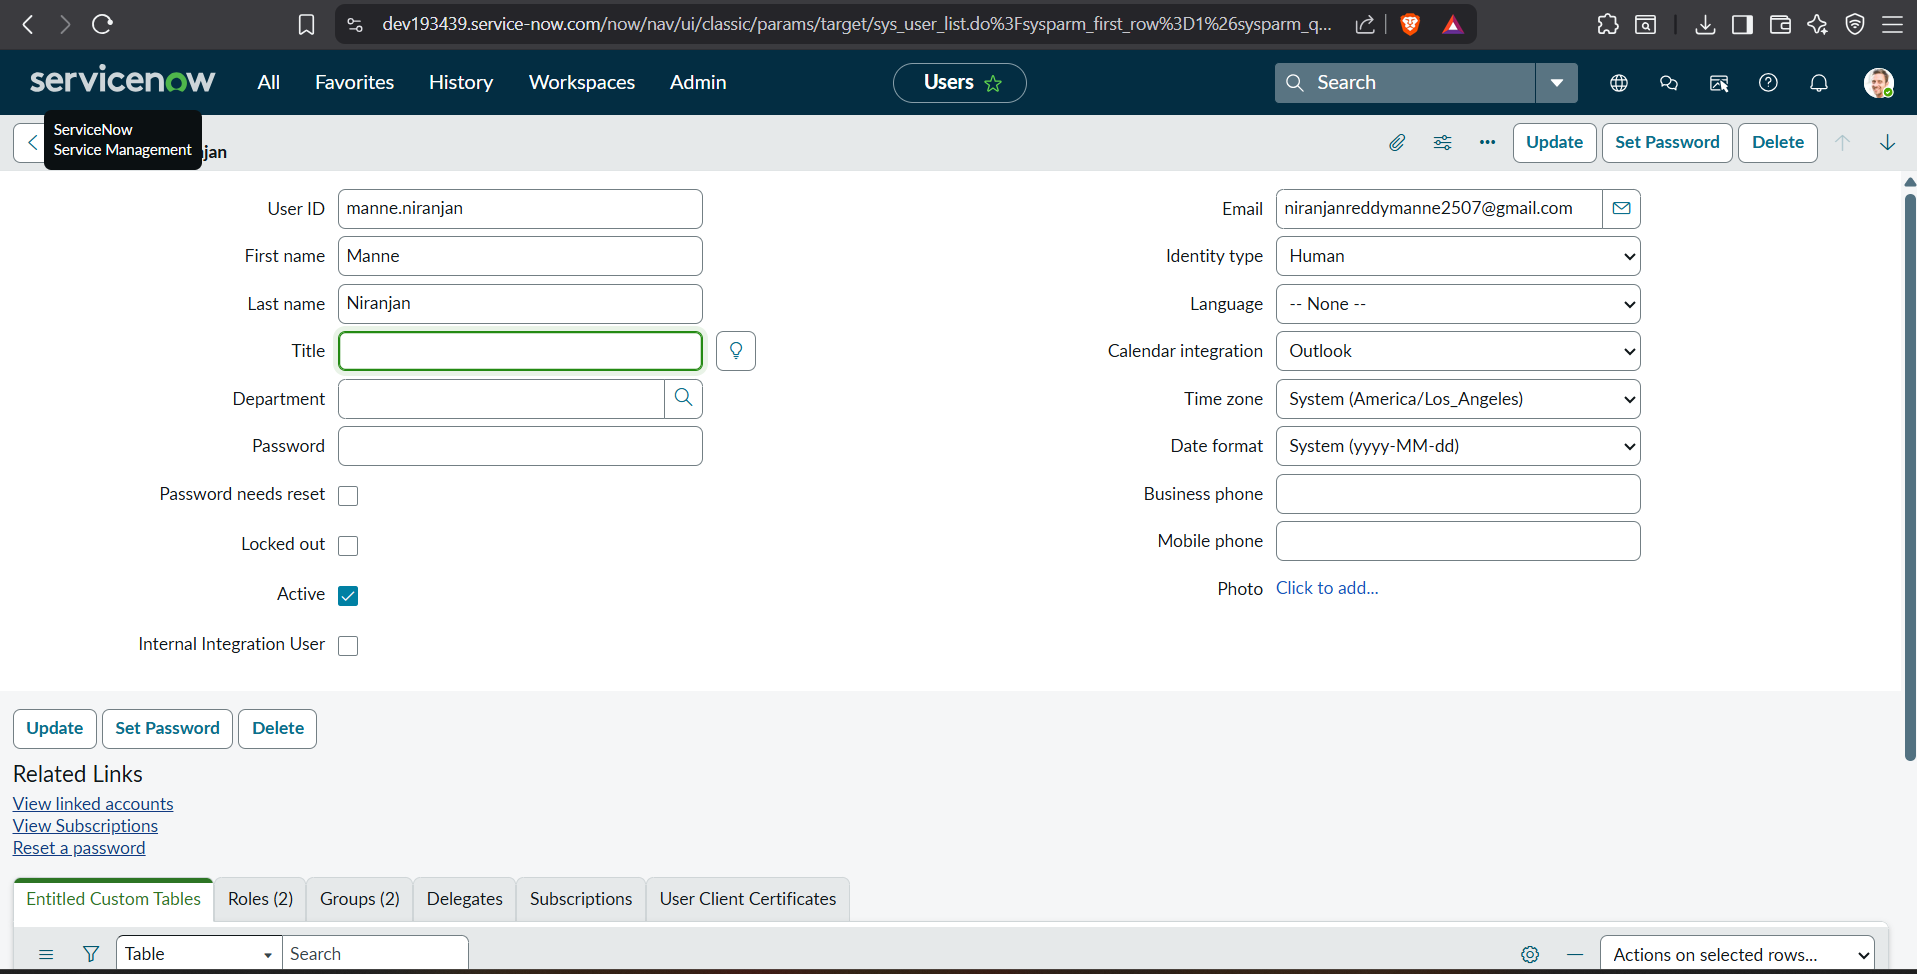 dev193439.service-now.com/now/nav/ui/classic/params/target/sys_user_list.do%3Fsysparm_first_row%3D1%26sysparm_q...
servicenow All Favorites History Workspaces Admin Users Search
ServiceNow
Service Management
jan
Update Set Password Delete
User ID manne.niranjan
First name Manne
Last name Niranjan
Title
Department
Password
Password needs reset
Locked out
Active
Internal Integration User
Email niranjanreddymanne2507@gmail.com
Identity type Human
Language -- None --
Calendar integration Outlook
Time zone System (America/Los_Angeles)
Date format System (yyyy-MM-dd)
Business phone
Mobile phone
Photo Click to add...
Update Set Password Delete
Related Links
View linked accounts
View Subscriptions
Reset a password
Entitled Custom Tables Roles (2) Groups (2) Delegates Subscriptions User Client Certificates
Table Search Actions on selected rows...